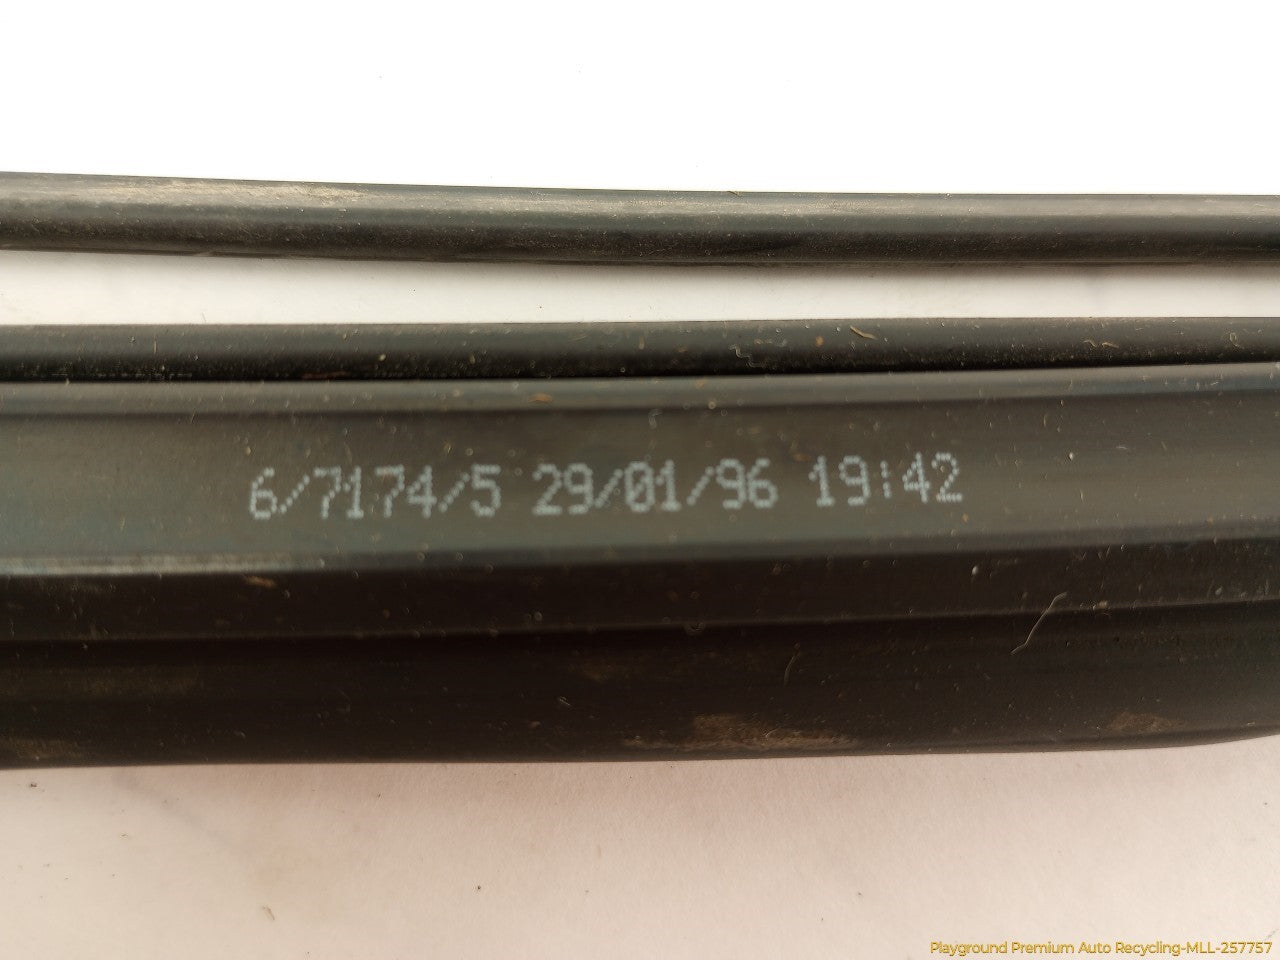 6/7174/5 29/01/96 19:42
Playground Premium Auto Recycling-MLL-257757